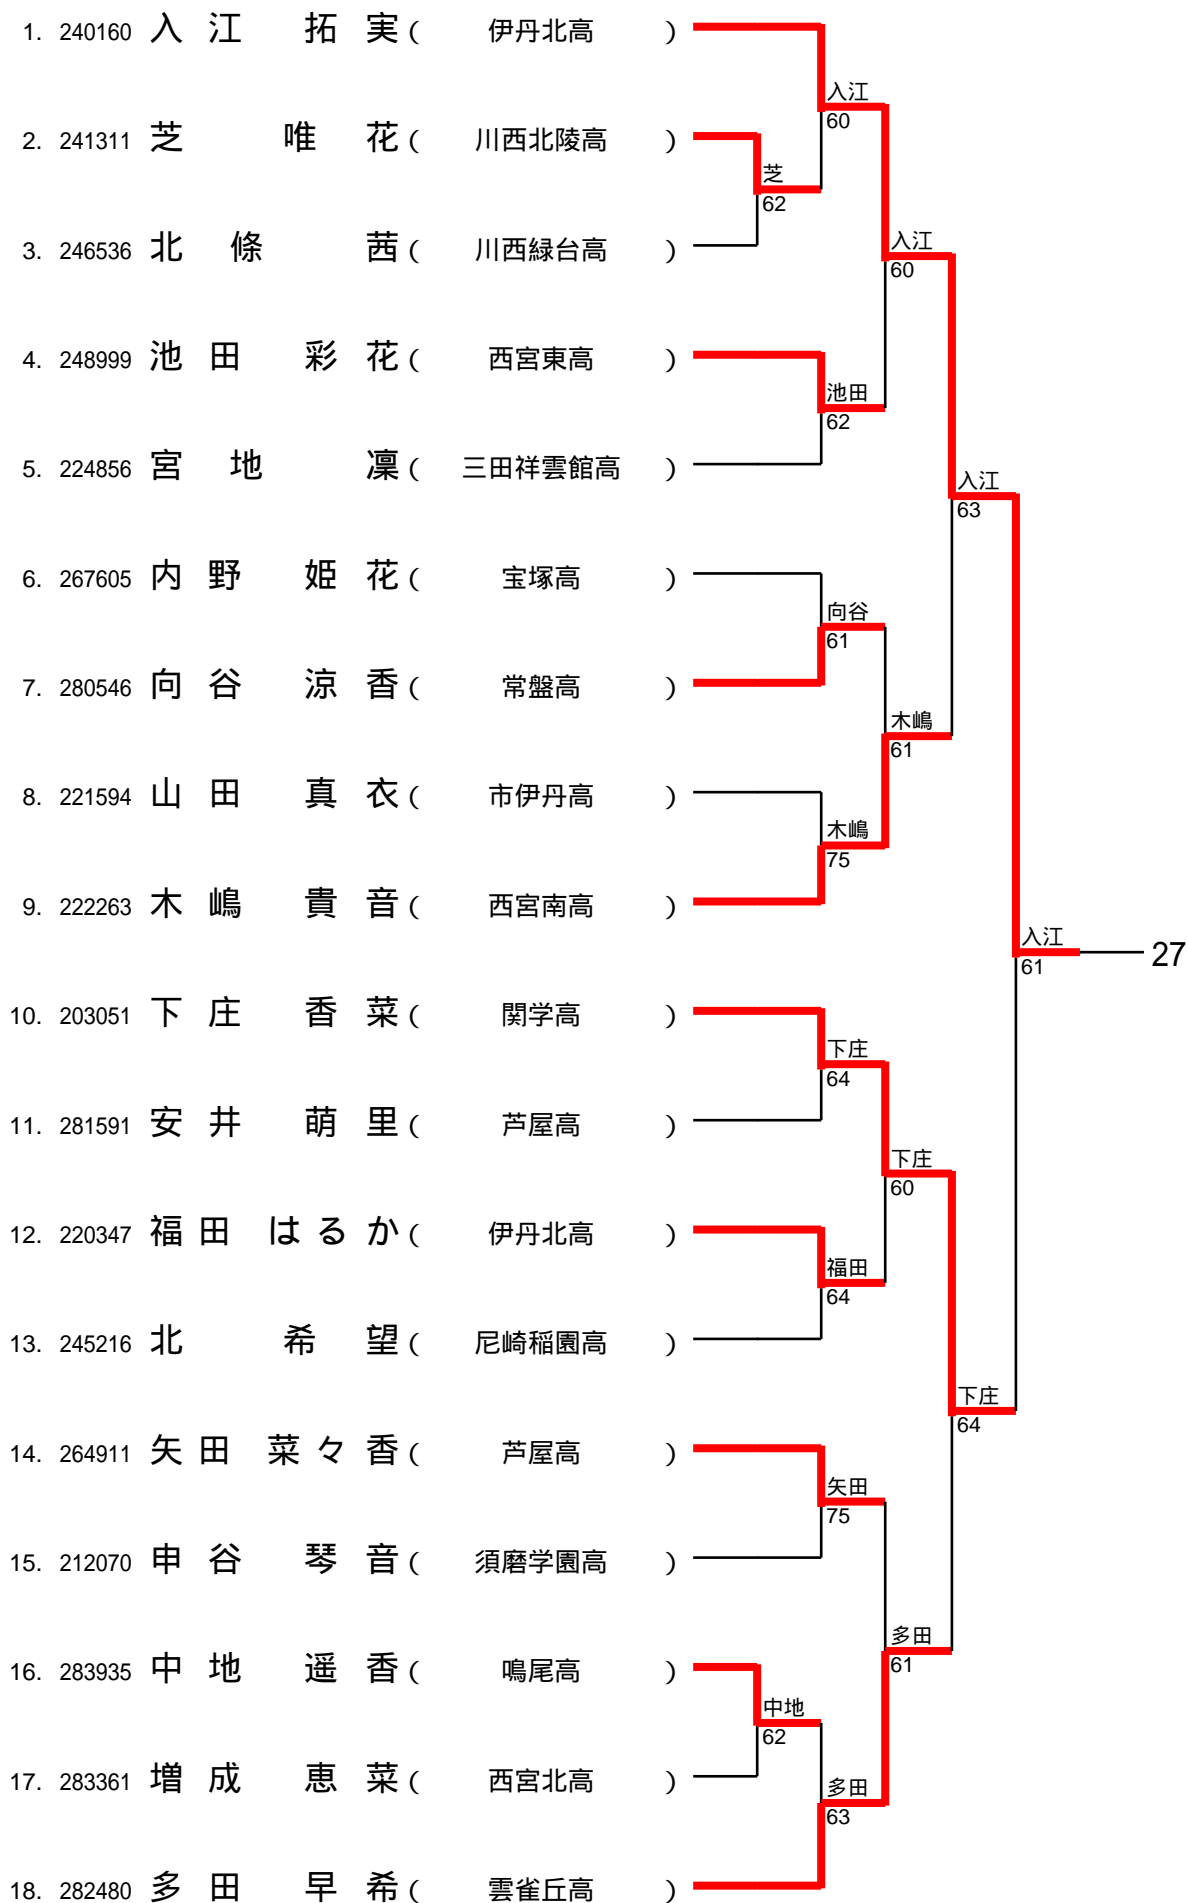 1. 240160 入江 拓実 ( 伊丹北高 )
入江
60
2. 241311 芝 唯花 ( 川西北陵高 )
芝
62
3. 246536 北條 茜 ( 川西緑台高 )
入江
60
4. 248999 池田 彩花 ( 西宮東高 )
池田
62
5. 224856 宮地 凜 ( 三田祥雲館高 )
入江
63
6. 267605 内野 姫花 ( 宝塚高 )
向谷
61
7. 280546 向谷 涼香 ( 常盤高 )
木嶋
61
8. 221594 山田 真衣 ( 市伊丹高 )
木嶋
75
9. 222263 木嶋 貴音 ( 西宮南高 )
入江
61
27
10. 203051 下庄 香菜 ( 関学高 )
下庄
64
11. 281591 安井 萌里 ( 芦屋高 )
下庄
60
12. 220347 福田 はるか ( 伊丹北高 )
福田
64
13. 245216 北 希望 ( 尼崎稲園高 )
下庄
64
14. 264911 矢田 菜々香 ( 芦屋高 )
矢田
75
15. 212070 申谷 琴音 ( 須磨学園高 )
多田
61
16. 283935 中地 遥香 ( 鳴尾高 )
中地
62
17. 283361 増成 恵菜 ( 西宮北高 )
多田
63
18. 282480 多田 早希 ( 雲雀丘高 )